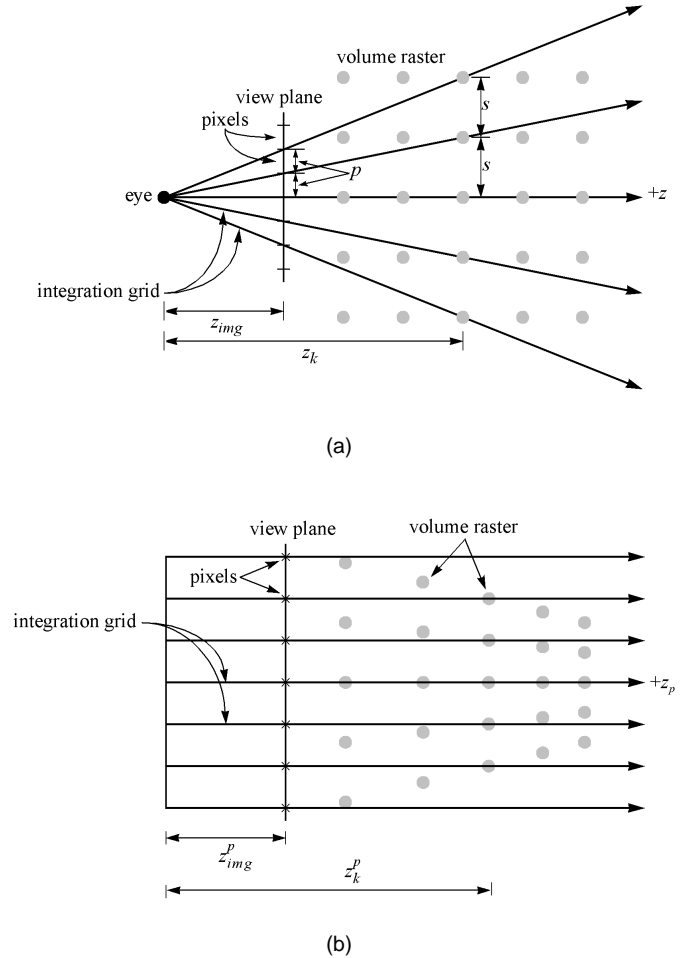 volume raster
view plane
pixels
s
p
s
eye
+z
integration grid
z_img
z_k
(a)
view plane
volume raster
pixels
integration grid
+z_p
z^p_img
z^p_k
(b)